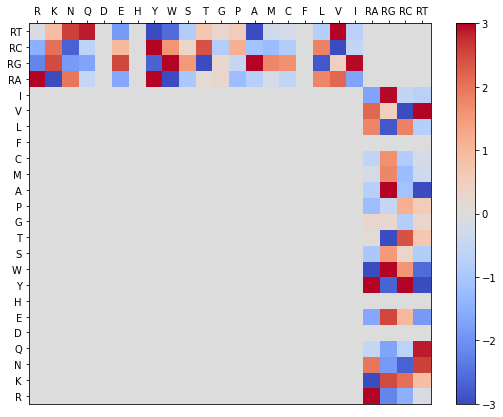 R K N Q D E H Y W S T G P A M C F L V I RA RG RC RT
RT
RC
RG
RA
I
V
L
F
C
M
A
P
G
T
S
W
Y
H
E
D
Q
N
K
R
3
2
1
0
−1
−2
−3